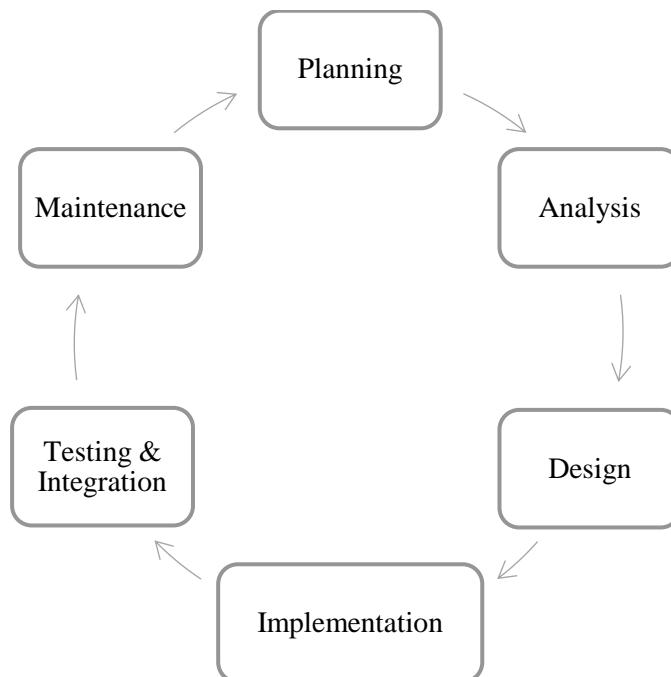 Planning
Analysis
Design
Implementation
Testing &
Integration
Maintenance